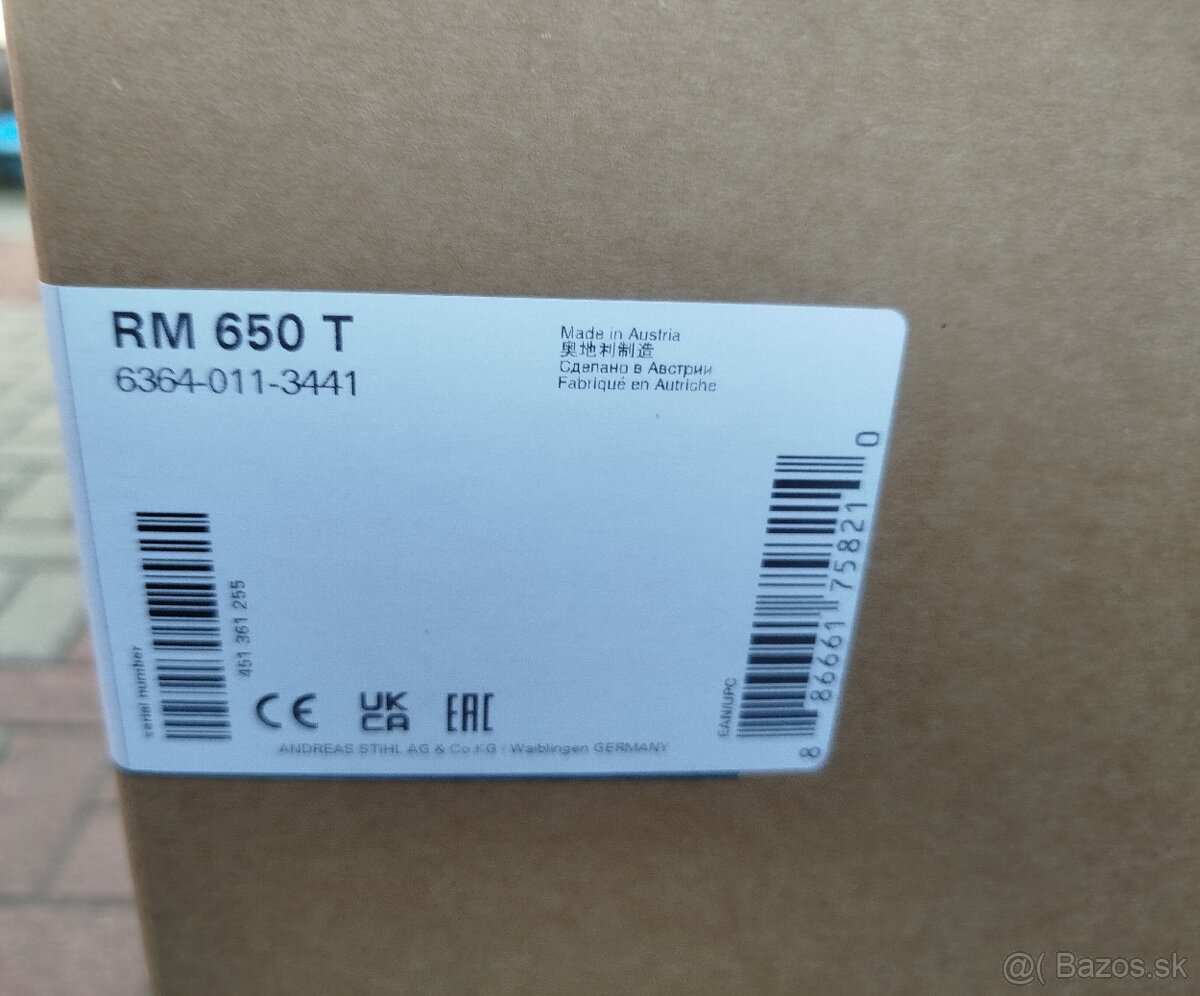 RM 650 T
6364-011-3441
Made in Austria
奥地利制造
Сделано в Австрии
Fabriqué en Autriche
serial number
451 361 255
CE
UK
CA
EAC
ANDREAS STIHL AG & Co KG / Waiblingen GERMANY
EAN/UPC
8 86661 75821 0
@( Bazos.sk